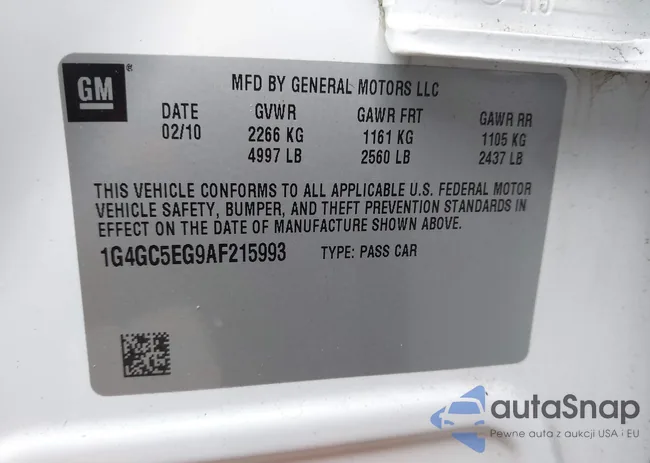 GM ®
MFD BY GENERAL MOTORS LLC
DATE GVWR GAWR FRT GAWR RR
02/10 2266 KG 1161 KG 1105 KG
4997 LB 2560 LB 2437 LB
THIS VEHICLE CONFORMS TO ALL APPLICABLE U.S. FEDERAL MOTOR
VEHICLE SAFETY, BUMPER, AND THEFT PREVENTION STANDARDS IN
EFFECT ON THE DATE OF MANUFACTURE SHOWN ABOVE.
1G4GC5EG9AF215993 TYPE: PASS CAR
autoSnap
Pewne auta z aukcji USA i EU